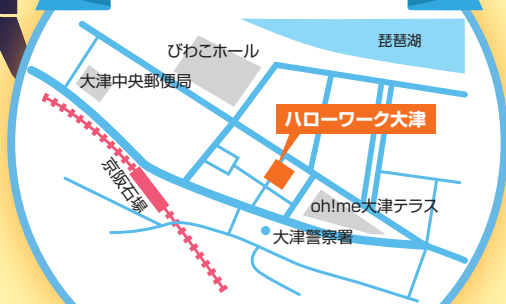 琵琶湖
びわこホール
大津中央郵便局
ハローワーク大津
京阪石場
oh!me大津テラス
大津警察署